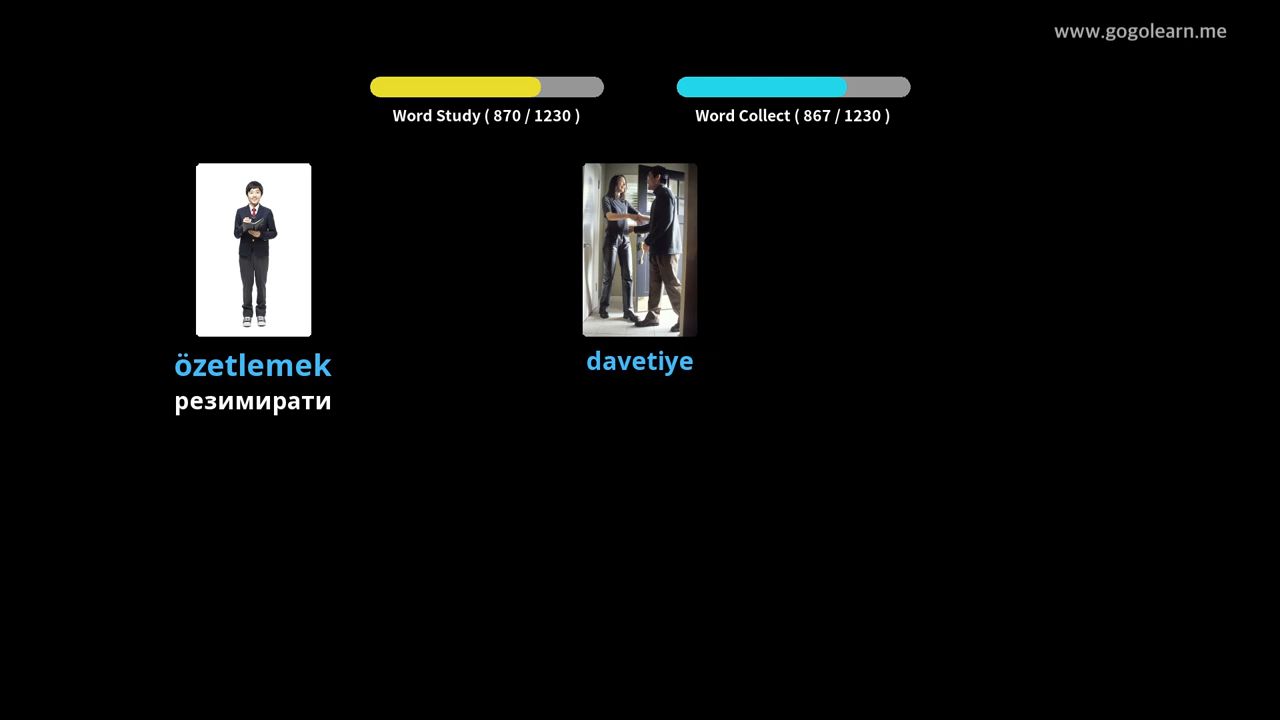 www.gogolearn.me
Word Study ( 870 / 1230 )
Word Collect ( 867 / 1230 )
özetlemek
резимирати
davetiye